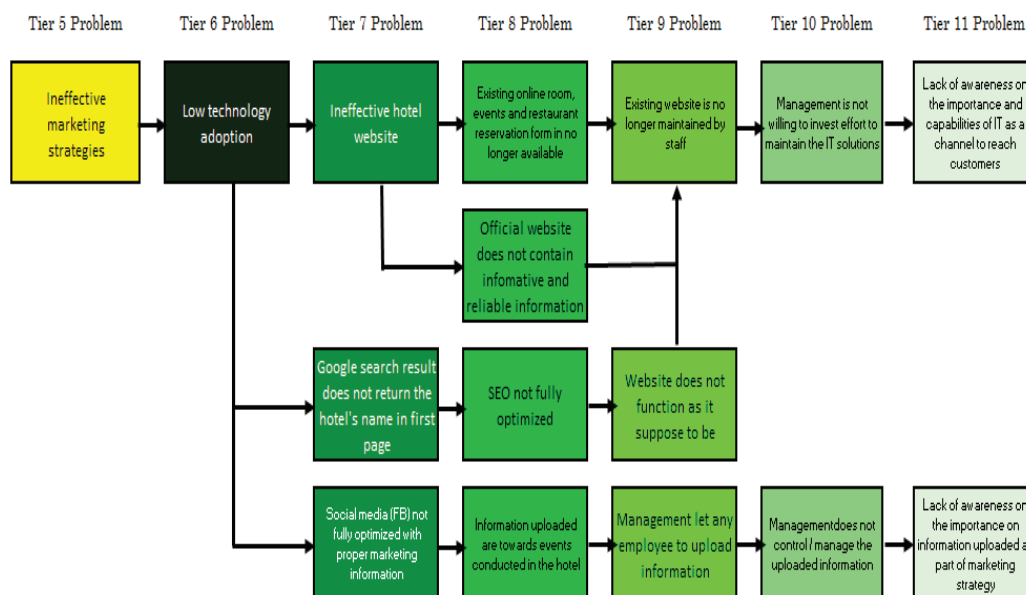 Tier 5 Problem
Tier 6 Problem
Tier 7 Problem
Tier 8 Problem
Tier 9 Problem
Tier 10 Problem
Tier 11 Problem
Ineffective
marketing
strategies
Low technology
adoption
Ineffective hotel
website
Existing online room,
events and restaurant
reservation form in no
longer available
Existing website is no
longer maintained by
staff
Management is not
willing to invest effort to
maintain the IT solutions
Lack of awareness on
the importance and
capabilities of IT as a
channel to reach
customers
Official website
does not contain
infomative and
reliable information
Google search result
does not return the
hotel's name in first
page
SEO not fully
optimized
Website does not
function as it
suppose to be
Social media (FB) not
fully optimized with
proper marketing
information
Information uploaded
are towards events
conducted in the hotel
Management let any
employee to upload
information
Managementdoes not
control / manage the
uploaded information
Lack of awareness on
the importance on
information uploaded a
part of marketing
strategy